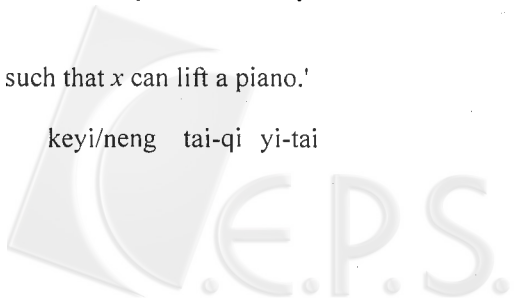 such that x can lift a piano.'
keyi/neng tai-qi yi-tai
C.E.P.S.